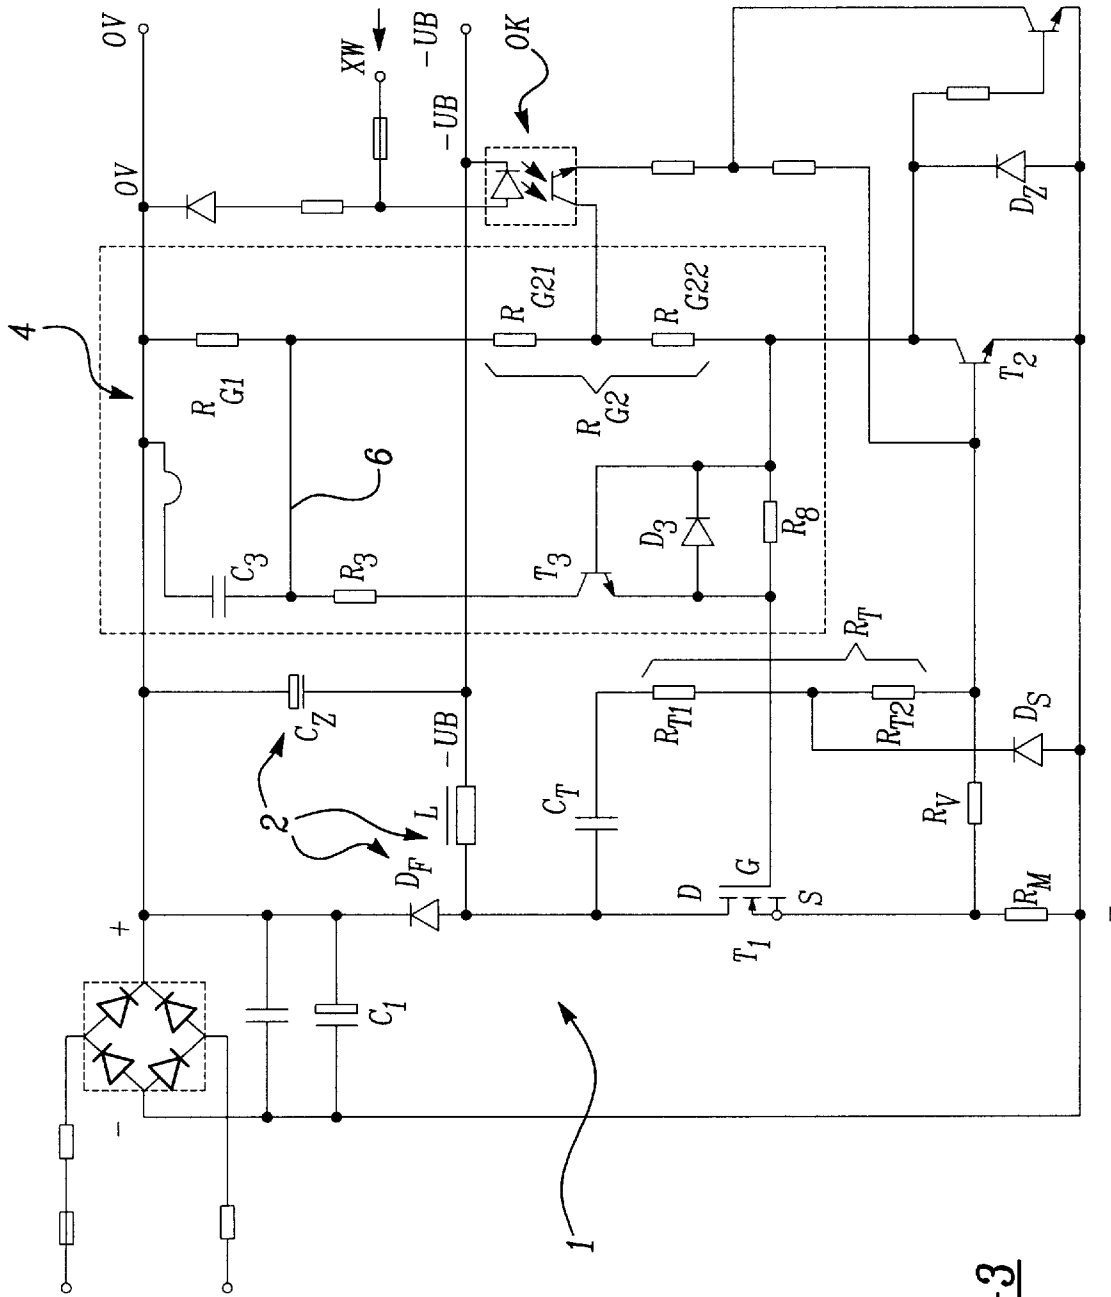 4
0V
0V
XW
-UB
-UB
0K
R G1
R G21
R G22
R G2
6
C3
R3
T3
D3
R8
DZ
T2
2
CZ
L
-UB
DF
CT
RT1
RT2
RT
DS
RV
RM
D
G
S
T1
+
-
C1
1